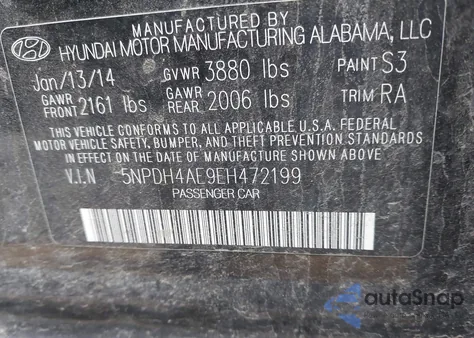 MANUFACTURED BY
HYUNDAI MOTOR MANUFACTURING ALABAMA, LLC
Jan/13/14 GVWR 3880 lbs PAINT S3
GAWR FRONT 2161 lbs GAWR REAR 2006 lbs TRIM RA
THIS VEHICLE CONFORMS TO ALL APPLICABLE U.S.A. FEDERAL
MOTOR VEHICLE SAFETY, BUMPER, AND THEFT PREVENTION STANDARDS
IN EFFECT ON THE DATE OF MANUFACTURE SHOWN ABOVE.
V.I.N 5NPDH4AE9EH472199
PASSENGER CAR
autoSnap